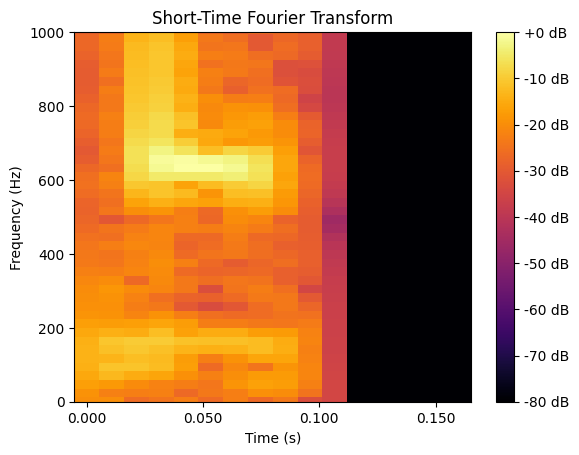 Short-Time Fourier Transform
1000
800
600
400
200
0
Frequency (Hz)
0.000
0.050
0.100
0.150
Time (s)
+0 dB
-10 dB
-20 dB
-30 dB
-40 dB
-50 dB
-60 dB
-70 dB
-80 dB